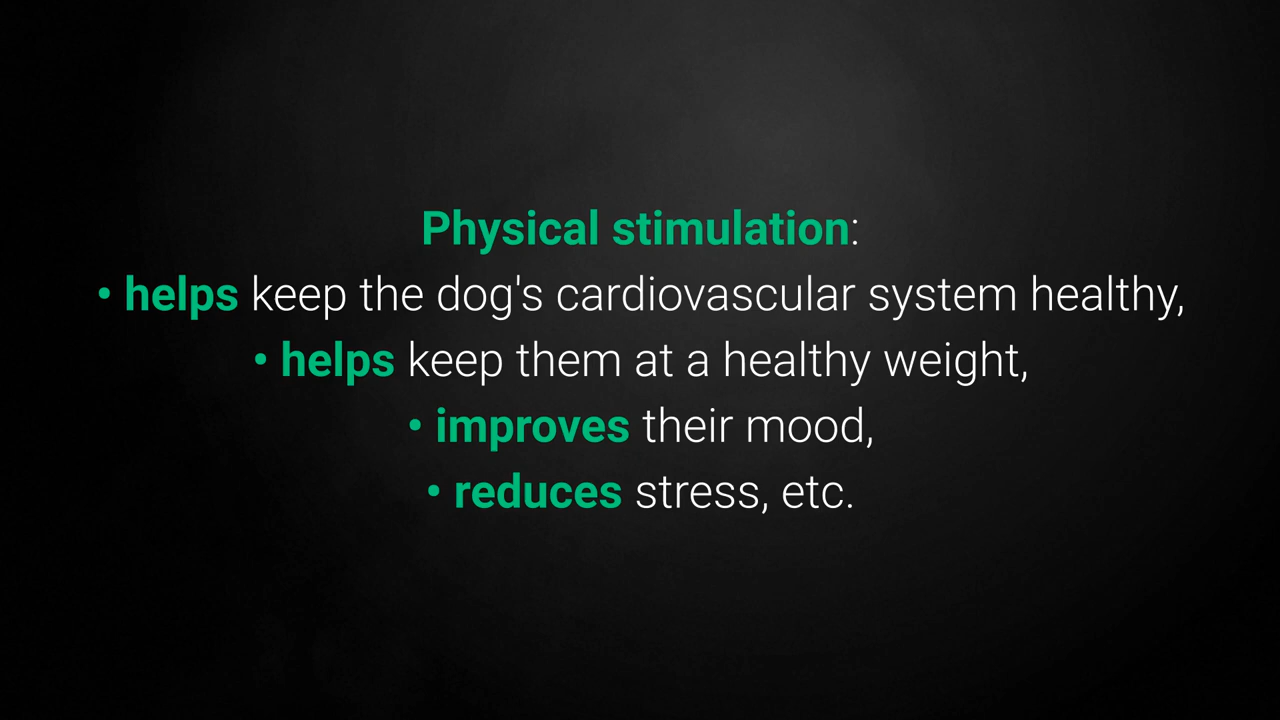 Physical stimulation:
• helps keep the dog's cardiovascular system healthy,
• helps keep them at a healthy weight,
• improves their mood,
• reduces stress, etc.